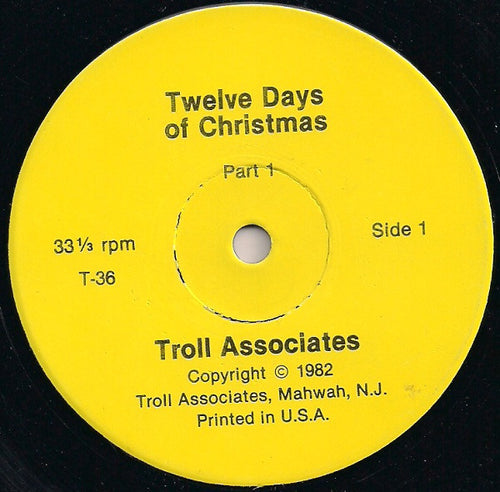 Twelve Days
of Christmas
Part 1
33⅓ rpm
Side 1
T-36
Troll Associates
Copyright © 1982
Troll Associates, Mahwah, N.J.
Printed in U.S.A.